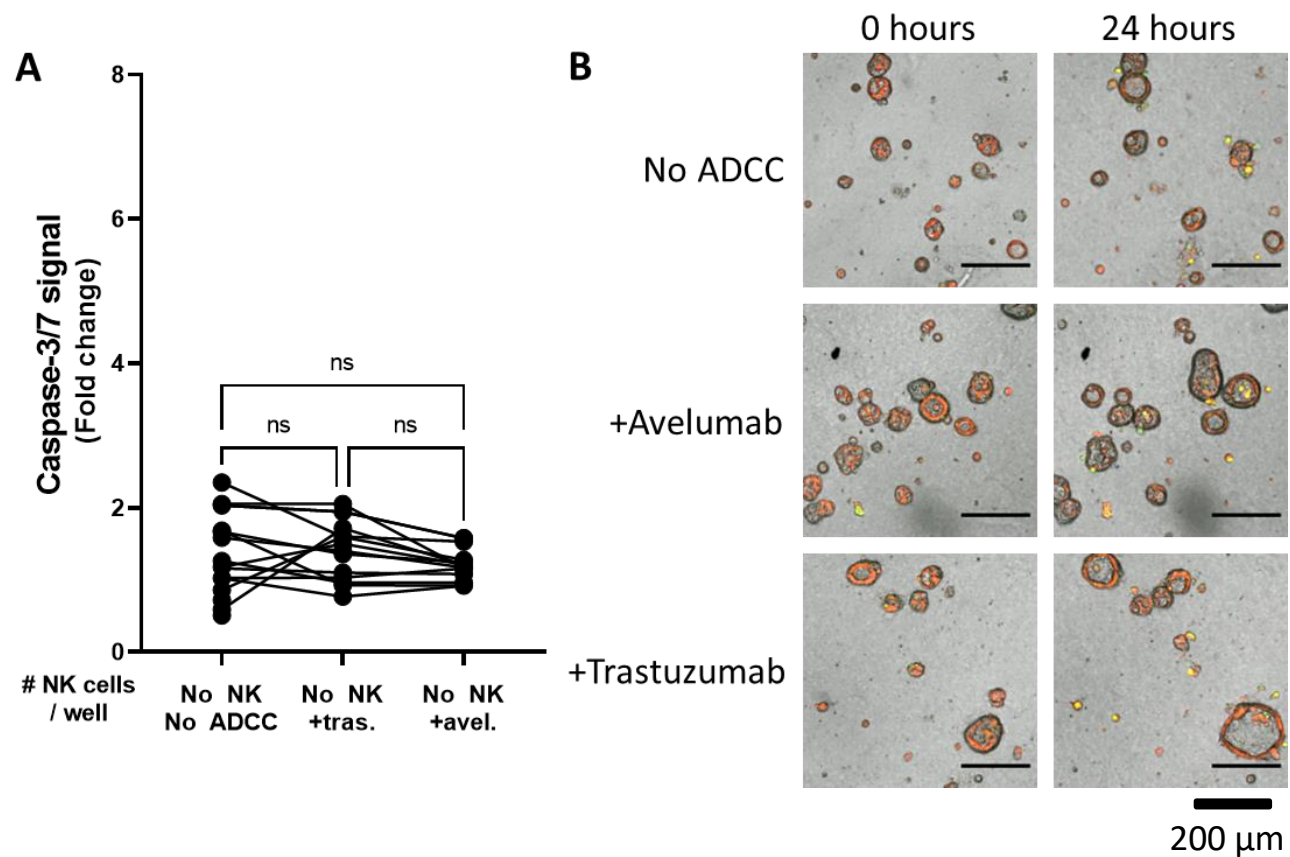 A
8
6
4
2
0
Caspase-3/7 signal
(Fold change)
ns
ns
ns
# NK cells
/ well
No NK
No ADCC
No NK
+tras.
No NK
+avel.
B
0 hours
24 hours
No ADCC
+Avelumab
+Trastuzumab
200 µm